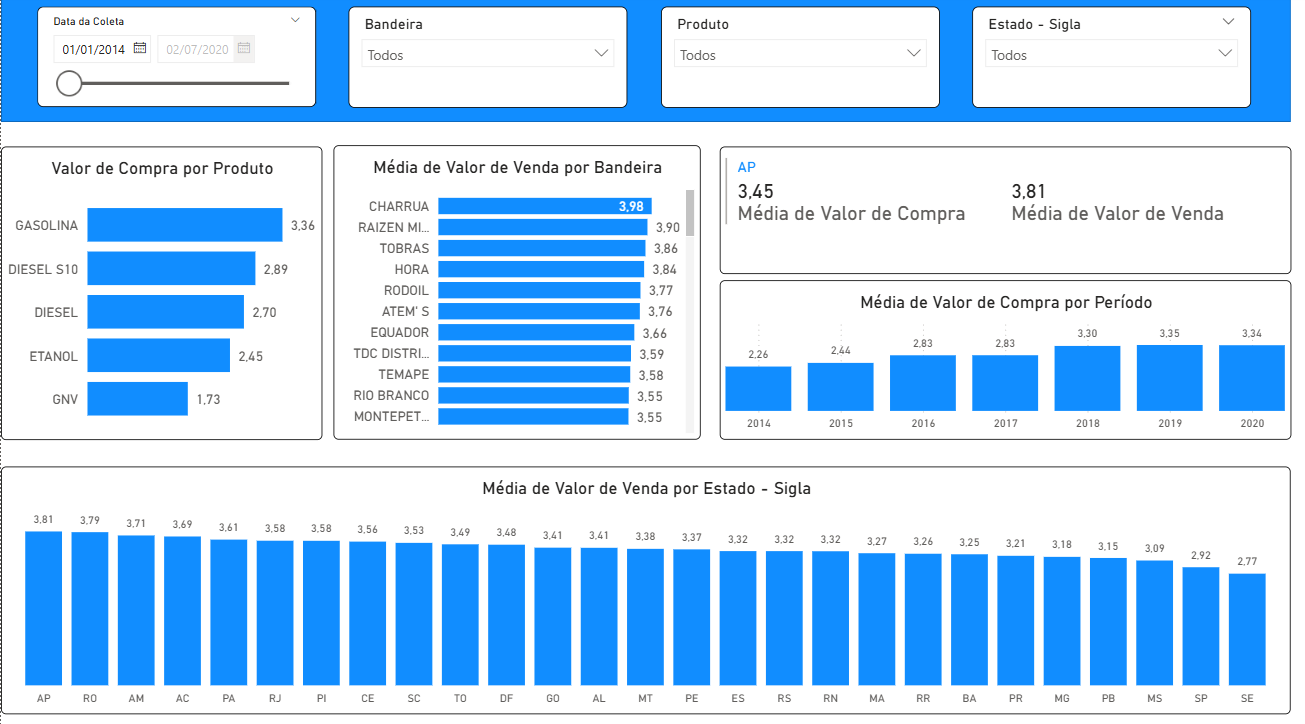 Data da Coleta
01/01/2014
02/07/2020
Bandeira
Todos
Produto
Todos
Estado - Sigla
Todos
Valor de Compra por Produto
GASOLINA 3,36
DIESEL S10 2,89
DIESEL 2,70
ETANOL 2,45
GNV 1,73
Média de Valor de Venda por Bandeira
CHARRUA 3,98
RAIZEN MI... 3,90
TOBRAS 3,86
HORA 3,84
RODOIL 3,77
ATEM' S 3,76
EQUADOR 3,66
TDC DISTRI... 3,59
TEMAPE 3,58
RIO BRANCO 3,55
MONTEPET... 3,55
AP
3,45 3,81
Média de Valor de Compra Média de Valor de Venda
Média de Valor de Compra por Período
2,26 2,44 2,83 2,83 3,30 3,35 3,34
2014 2015 2016 2017 2018 2019 2020
Média de Valor de Venda por Estado - Sigla
3,81 3,79 3,71 3,69 3,61 3,58 3,58 3,56 3,53 3,49 3,48 3,41 3,41 3,38 3,37 3,32 3,32 3,32 3,27 3,26 3,25 3,21 3,18 3,15 3,09 2,92 2,77
AP RO AM AC PA RJ PI CE SC TO DF GO AL MT PE ES RS RN MA RR BA PR MG PB MS SP SE